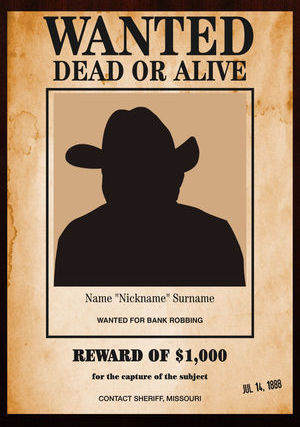 WANTED
DEAD OR ALIVE
Name "Nickname" Surname
WANTED FOR BANK ROBBING
REWARD OF $1,000
for the capture of the subject
CONTACT SHERIFF, MISSOURI
JUL 14, 1888